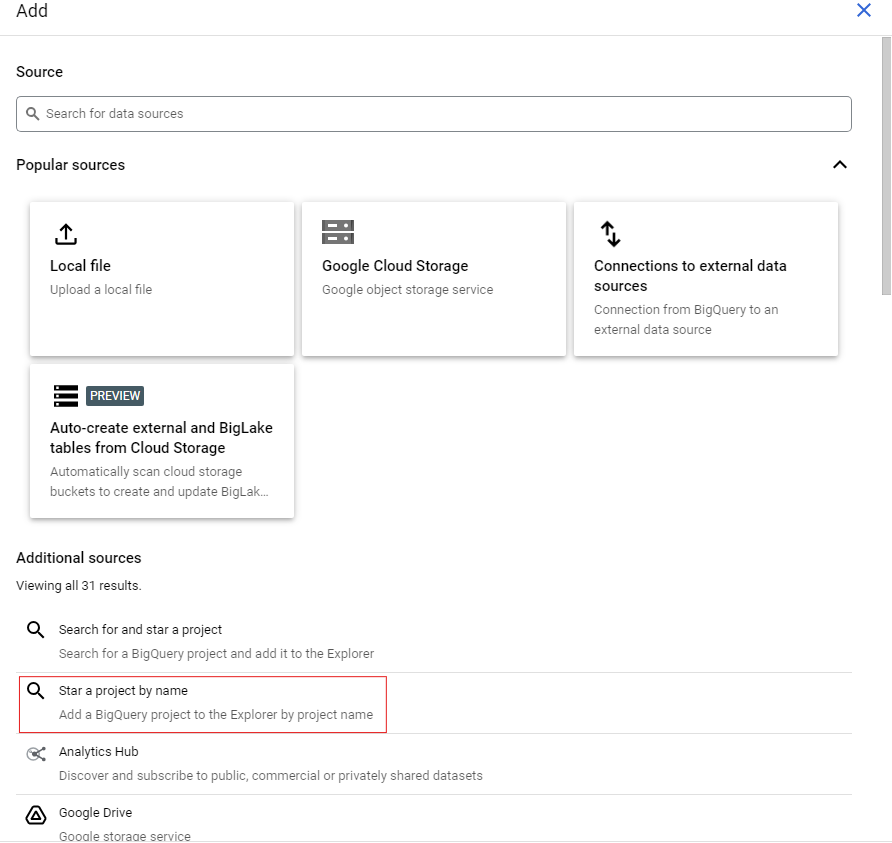 Add
Source
Search for data sources
Popular sources
Local file
Upload a local file
Google Cloud Storage
Google object storage service
Connections to external data
sources
Connection from BigQuery to an
external data source
PREVIEW
Auto-create external and BigLake
tables from Cloud Storage
Automatically scan cloud storage
buckets to create and update BigLak...
Additional sources
Viewing all 31 results.
Search for and star a project
Search for a BigQuery project and add it to the Explorer
Star a project by name
Add a BigQuery project to the Explorer by project name
Analytics Hub
Discover and subscribe to public, commercial or privately shared datasets
Google Drive
Google storage service